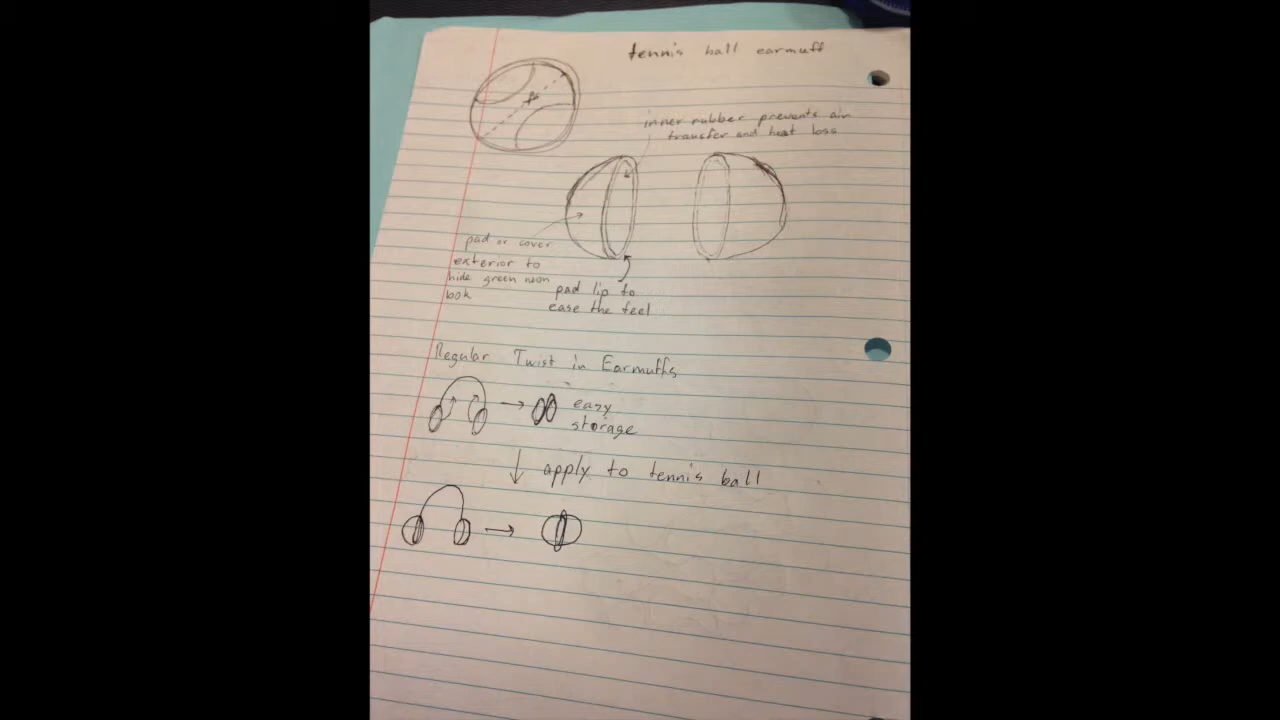 tennis ball earmuff
inner rubber prevents air
transfer and heat loss
pad or cover
exterior to
hide green neon
look
pad lip to
ease the feel
Regular Twist in Earmuffs
easy
storage
apply to tennis ball